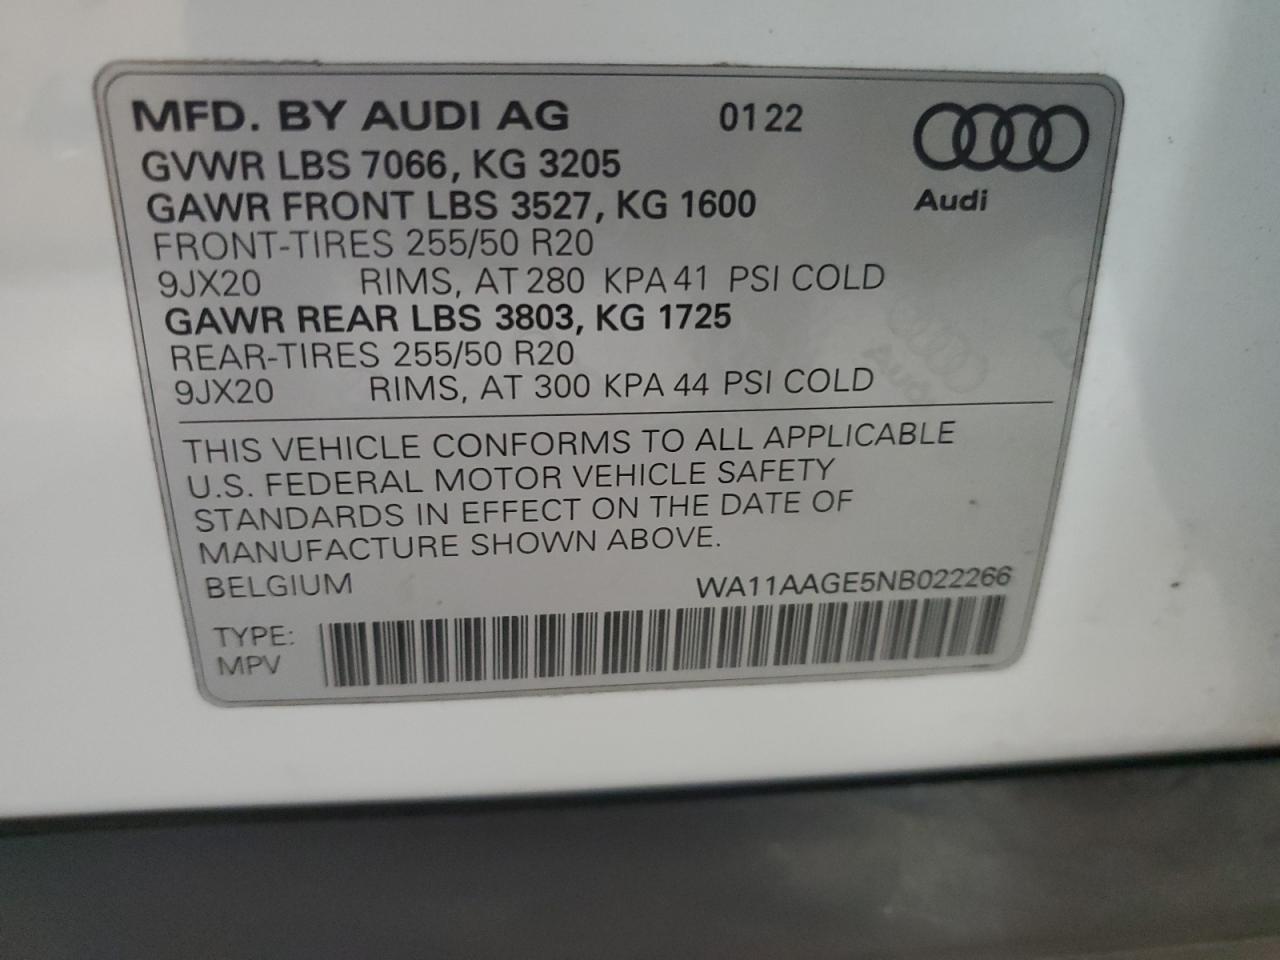 MFD. BY AUDI AG 0122
GVWR LBS 7066, KG 3205
GAWR FRONT LBS 3527, KG 1600
Audi
FRONT-TIRES 255/50 R20
9JX20 RIMS, AT 280 KPA 41 PSI COLD
GAWR REAR LBS 3803, KG 1725
REAR-TIRES 255/50 R20
9JX20 RIMS, AT 300 KPA 44 PSI COLD
THIS VEHICLE CONFORMS TO ALL APPLICABLE
U.S. FEDERAL MOTOR VEHICLE SAFETY
STANDARDS IN EFFECT ON THE DATE OF
MANUFACTURE SHOWN ABOVE.
BELGIUM WA11AAGE5NB022266
TYPE:
MPV